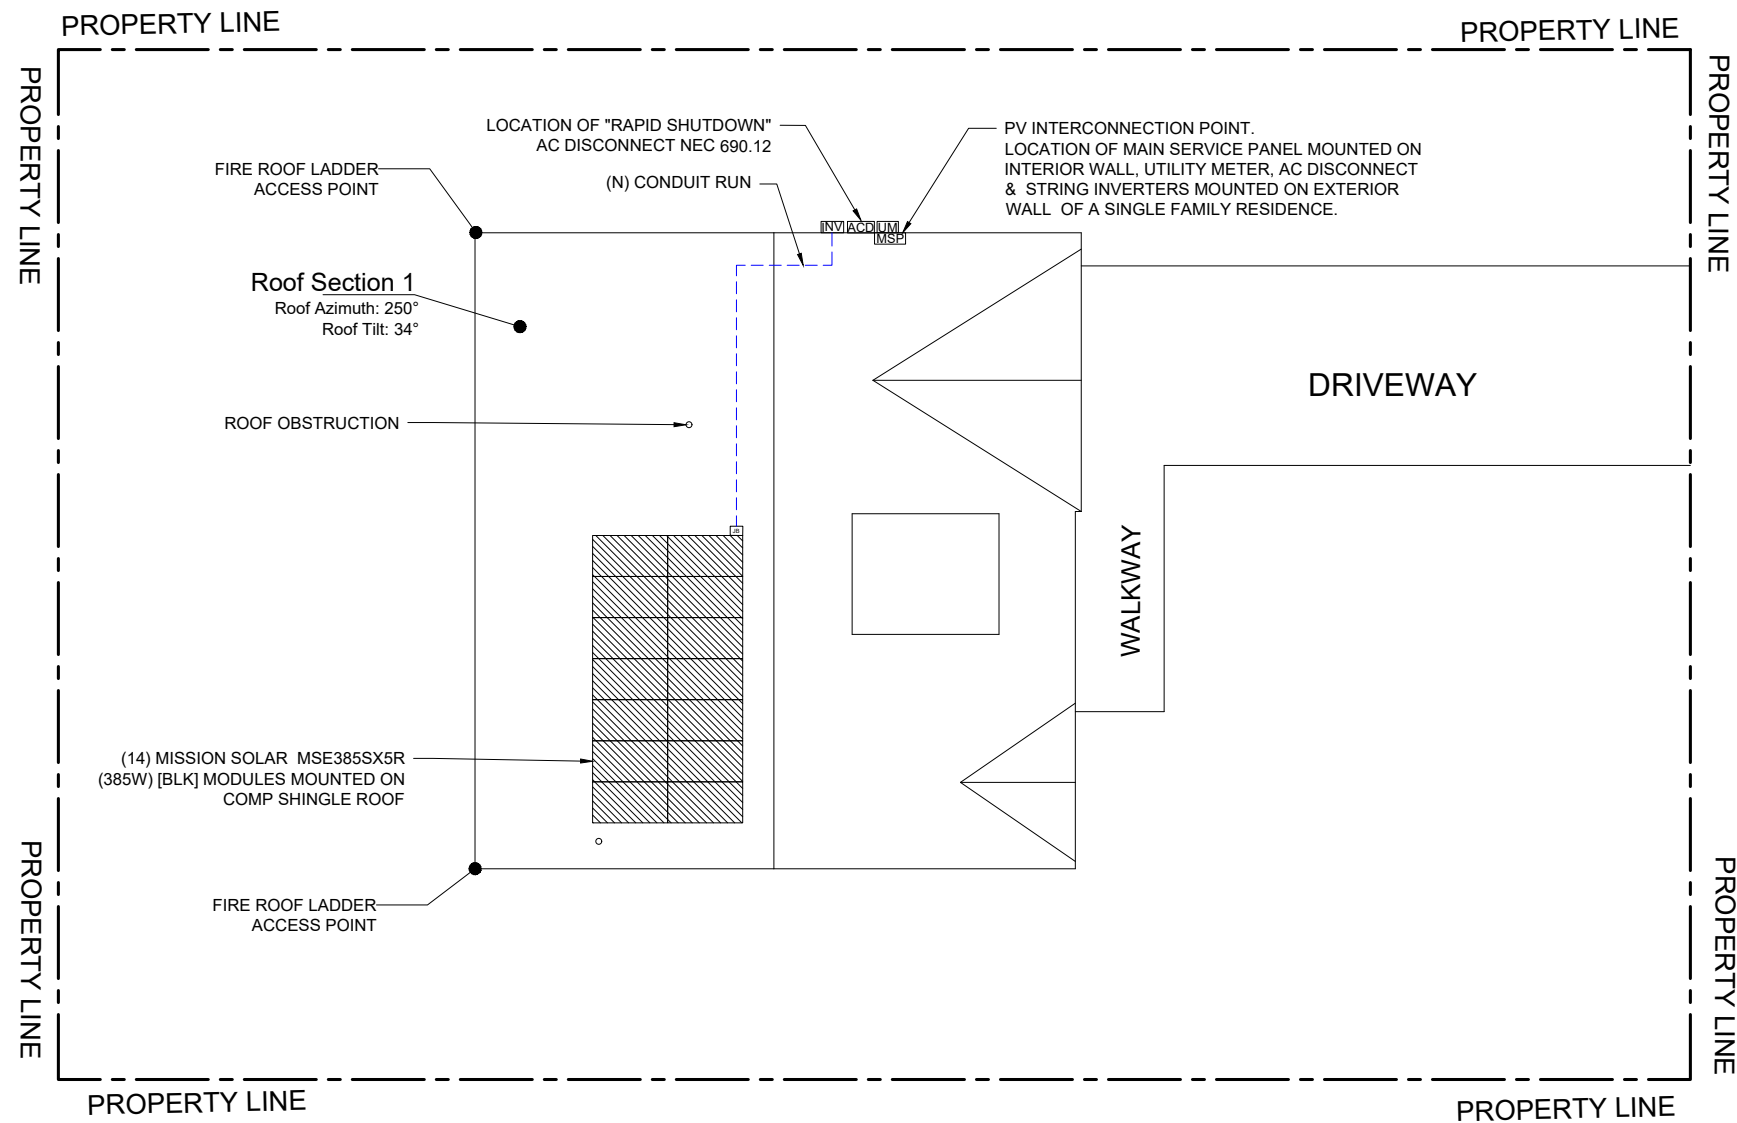 PROPERTY LINE
PROPERTY LINE
PROPERTY LINE
PROPERTY LINE
LOCATION OF "RAPID SHUTDOWN"
AC DISCONNECT NEC 690.12
PV INTERCONNECTION POINT.
LOCATION OF MAIN SERVICE PANEL MOUNTED ON
INTERIOR WALL, UTILITY METER, AC DISCONNECT
& STRING INVERTERS MOUNTED ON EXTERIOR
WALL OF A SINGLE FAMILY RESIDENCE.
FIRE ROOF LADDER
ACCESS POINT
(N) CONDUIT RUN
INV
ACD
UM
MSP
Roof Section 1
Roof Azimuth: 250°
Roof Tilt: 34°
DRIVEWAY
ROOF OBSTRUCTION
JB
WALKWAY
(14) MISSION SOLAR MSE385SX5R
(385W) [BLK] MODULES MOUNTED ON
COMP SHINGLE ROOF
FIRE ROOF LADDER
ACCESS POINT
PROPERTY LINE
PROPERTY LINE
PROPERTY LINE
PROPERTY LINE